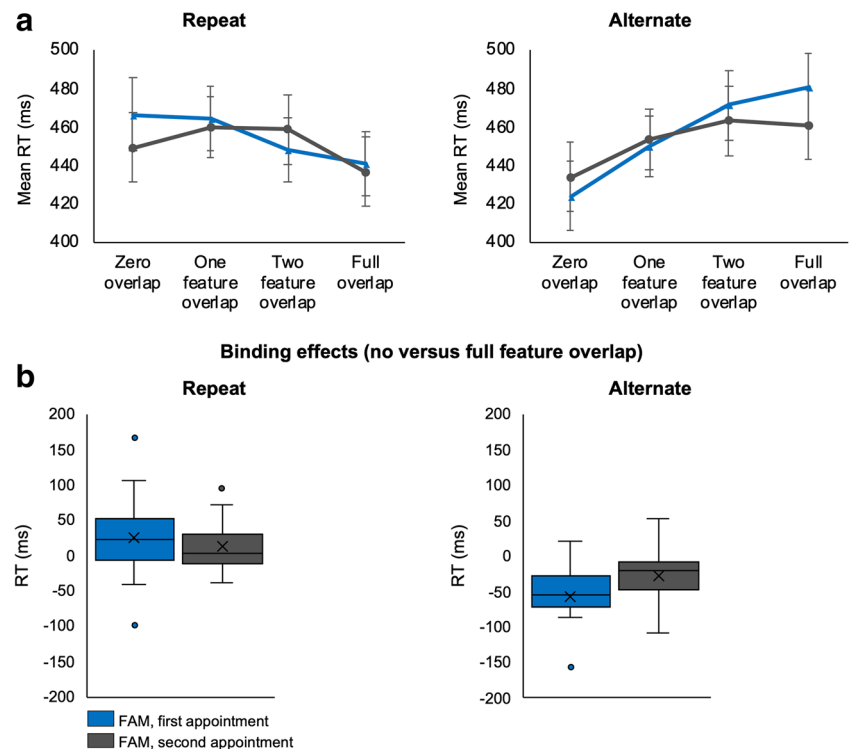 a
Repeat
Alternate
500
480
460
440
420
400
Mean RT (ms)
Zero overlap
One feature overlap
Two feature overlap
Full overlap
500
480
460
440
420
400
Mean RT (ms)
Zero overlap
One feature overlap
Two feature overlap
Full overlap
Binding effects (no versus full feature overlap)
b
Repeat
Alternate
200
150
100
50
0
-50
-100
-150
-200
RT (ms)
200
150
100
50
0
-50
-100
-150
-200
RT (ms)
FAM, first appointment
FAM, second appointment